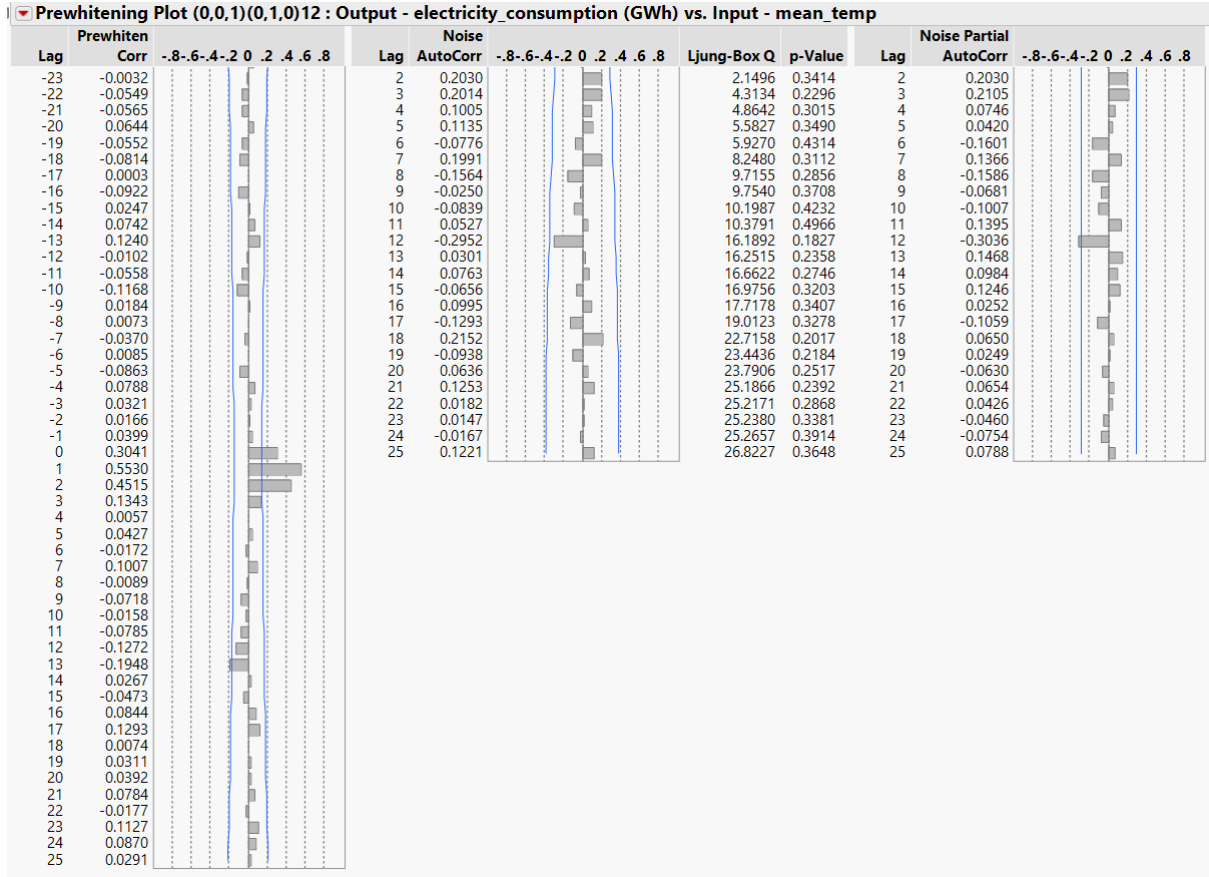 Prewhitening Plot (0,0,1)(0,1,0)12 : Output - electricity_consumption (GWh) vs. Input - mean_temp
Prewhiten Noise Noise Partial
Lag Corr -.8-.6-.4-.2 0 .2 .4 .6 .8 Lag AutoCorr -.8-.6-.4-.2 0 .2 .4 .6 .8 Ljung-Box Q p-Value Lag AutoCorr -.8-.6-.4-.2 0 .2 .4 .6 .8
-23 -0.0032 2 0.2030 2.1496 0.3414 2 0.2030
-22 -0.0549 3 0.2014 4.3134 0.2296 3 0.2105
-21 -0.0565 4 0.1005 4.8642 0.3015 4 0.0746
-20 0.0644 5 0.1135 5.5827 0.3490 5 0.0420
-19 -0.0552 6 -0.0776 5.9270 0.4314 6 -0.1601
-18 -0.0814 7 0.1991 8.2480 0.3112 7 0.1366
-17 0.0003 8 -0.1564 9.7155 0.2856 8 -0.1586
-16 -0.0922 9 -0.0250 9.7540 0.3708 9 -0.0681
-15 0.0247 10 -0.0839 10.1987 0.4232 10 -0.1007
-14 0.0742 11 0.0527 10.3791 0.4966 11 0.1395
-13 0.1240 12 -0.2952 16.1892 0.1827 12 -0.3036
-12 -0.0102 13 0.0301 16.2515 0.2358 13 0.1468
-11 -0.0558 14 0.0763 16.6622 0.2746 14 0.0984
-10 -0.1168 15 -0.0656 16.9756 0.3203 15 0.1246
-9 0.0184 16 0.0995 17.7178 0.3407 16 0.0252
-8 0.0073 17 -0.1293 19.0123 0.3278 17 -0.1059
-7 -0.0370 18 0.2152 22.7158 0.2017 18 0.0650
-6 0.0085 19 -0.0938 23.4436 0.2184 19 0.0249
-5 -0.0863 20 0.0636 23.7906 0.2517 20 -0.0630
-4 0.0788 21 0.1253 25.1866 0.2392 21 0.0654
-3 0.0321 22 0.0182 25.2171 0.2868 22 0.0426
-2 0.0166 23 0.0147 25.2380 0.3381 23 -0.0460
-1 0.0399 24 -0.0167 25.2657 0.3914 24 -0.0754
0 0.3041 25 0.1221 26.8227 0.3648 25 0.0788
1 0.5530
2 0.4515
3 0.1343
4 0.0057
5 0.0427
6 -0.0172
7 0.1007
8 -0.0089
9 -0.0718
10 -0.0158
11 -0.0785
12 -0.1272
13 -0.1948
14 0.0267
15 -0.0473
16 0.0844
17 0.1293
18 0.0074
19 0.0311
20 0.0392
21 0.0784
22 -0.0177
23 0.1127
24 0.0870
25 0.0291